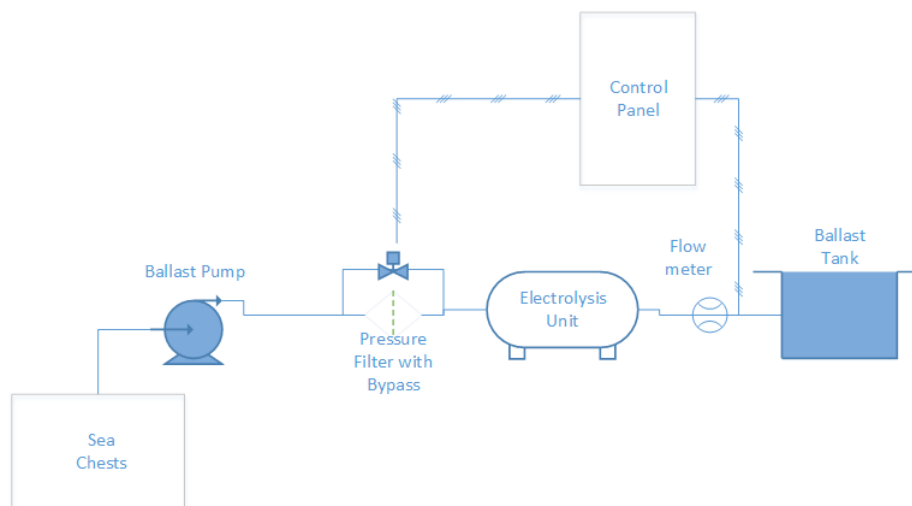 Control
Panel
Ballast Pump
Flow
meter
Ballast
Tank
Electrolysis
Unit
Pressure
Filter with
Bypass
Sea
Chests